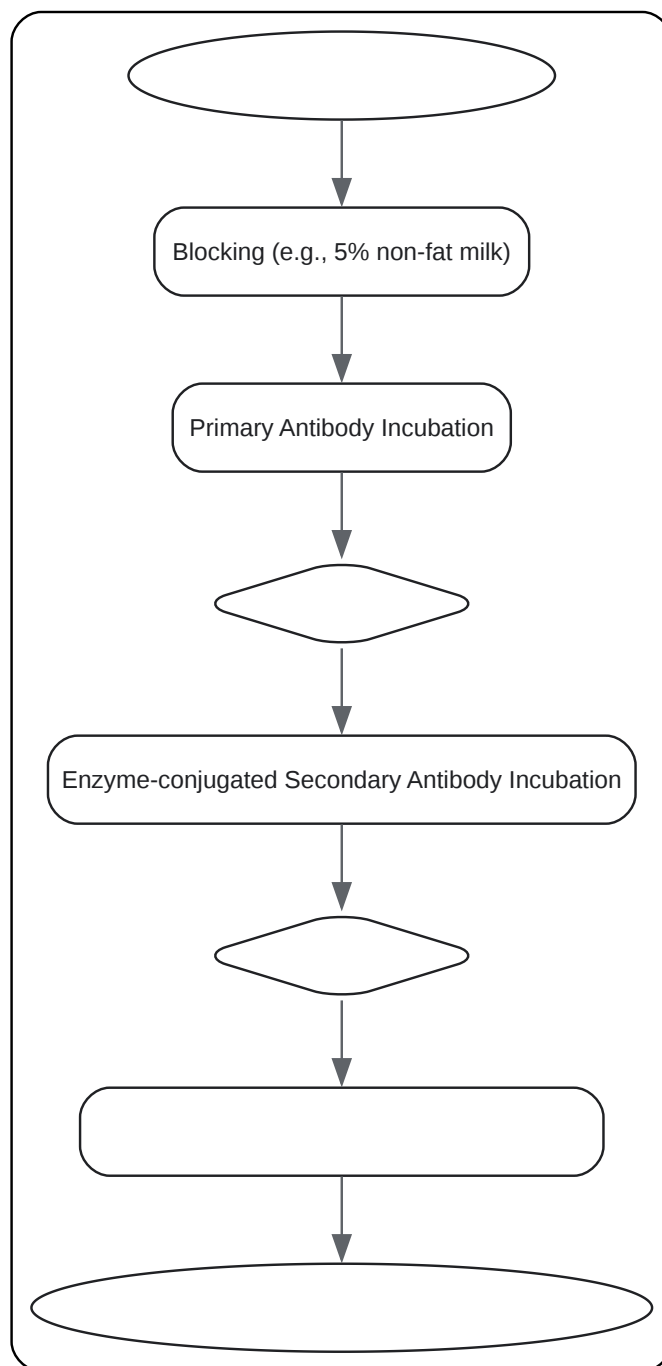 Blocking (e.g., 5% non-fat milk)
Primary Antibody Incubation
Enzyme-conjugated Secondary Antibody Incubation